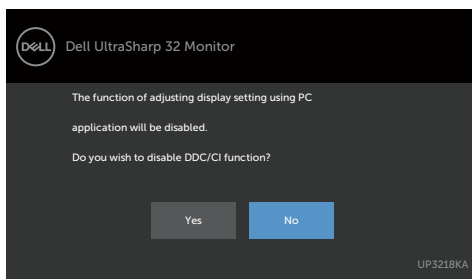 DELL
Dell UltraSharp 32 Monitor
The function of adjusting display setting using PC
application will be disabled.
Do you wish to disable DDC/CI function?
Yes
No
UP3218KA